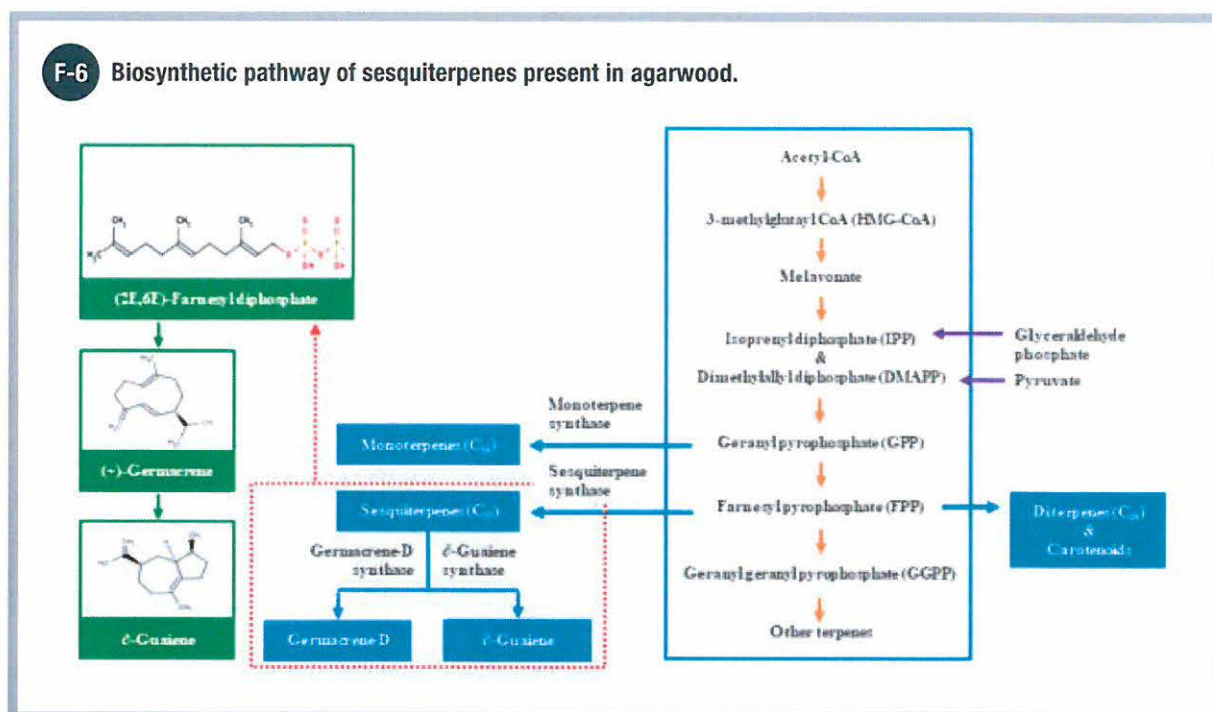 F-6 Biosynthetic pathway of sesquiterpenes present in agarwood.
(2E,6E)-Farnesyl diphosphate
(-)-Germacrene
δ-Guaiene
Acetyl-CoA
3-methylglutayl CoA (HMG-CoA)
Melavonate
Isoprenyl diphosphate (IPP)
&
Dimethylallyl diphosphate (DMAPP)
Glyceraldehyde
phosphate
Pyruvate
Monoterpene
synthase
Monoterpenes (C₁₀)
Geranyl pyrophosphate (GPP)
Sesquiterpene
synthase
Sesquiterpenes (C₁₅)
Farnesyl pyrophosphate (FPP)
Diterpenes (C₂₀)
&
Carotenoids
Germacrene-D
synthase
δ-Guaiene
synthase
Geranyl geranyl pyrophosphate (GGPP)
Germacrene-D
δ-Guaiene
Other terpenes